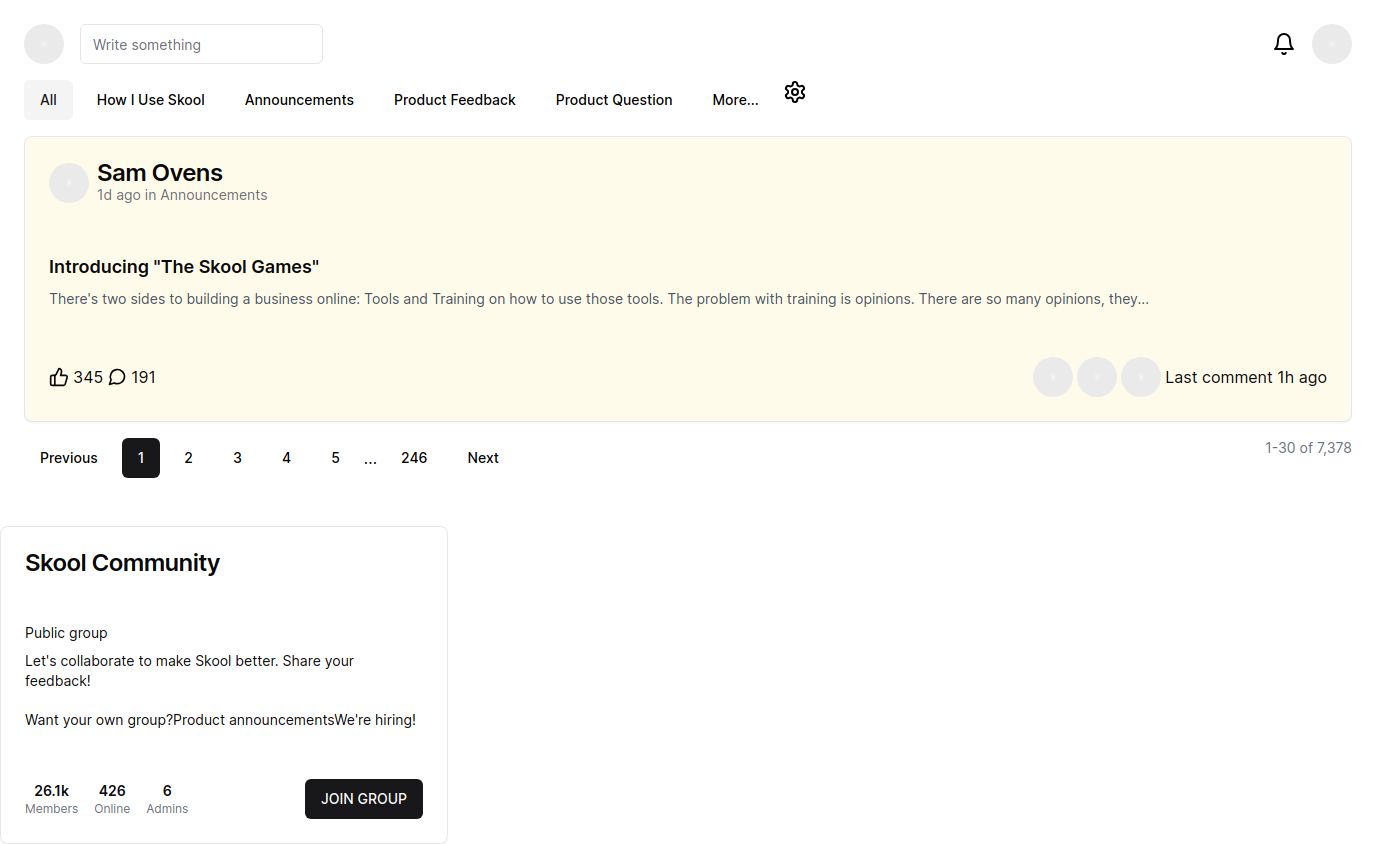 Write something
All How I Use Skool Announcements Product Feedback Product Question More...
Sam Ovens
1d ago in Announcements
Introducing "The Skool Games"
There's two sides to building a business online: Tools and Training on how to use those tools. The problem with training is opinions. There are so many opinions, they...
345 191 Last comment 1h ago
Previous 1 2 3 4 5 ... 246 Next 1-30 of 7,378
Skool Community
Public group
Let's collaborate to make Skool better. Share your
feedback!
Want your own group?Product announcementsWe're hiring!
26.1k 426 6
Members Online Admins
JOIN GROUP